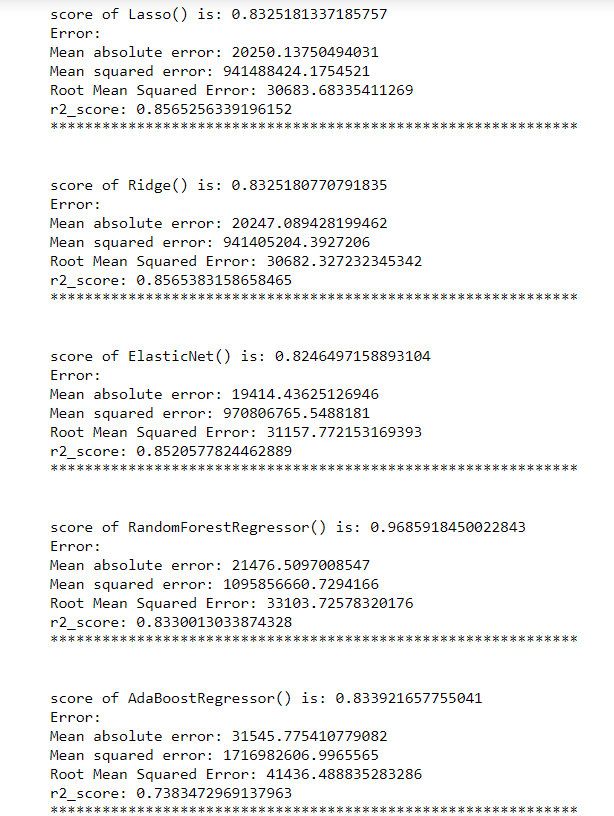 score of Lasso() is: 0.8325181337185757
Error:
Mean absolute error: 20250.13750494031
Mean squared error: 941488424.1754521
Root Mean Squared Error: 30683.68335411269
r2_score: 0.8565256339196152
*************************************************************
score of Ridge() is: 0.8325180770791835
Error:
Mean absolute error: 20247.089428199462
Mean squared error: 941405204.3927206
Root Mean Squared Error: 30682.327232345342
r2_score: 0.8565383158658465
*************************************************************
score of ElasticNet() is: 0.8246497158893104
Error:
Mean absolute error: 19414.43625126946
Mean squared error: 970806765.5488181
Root Mean Squared Error: 31157.772153169393
r2_score: 0.8520577824462889
*************************************************************
score of RandomForestRegressor() is: 0.9685918450022843
Error:
Mean absolute error: 21476.5097008547
Mean squared error: 1095856660.7294166
Root Mean Squared Error: 33103.72578320176
r2_score: 0.8330013033874328
*************************************************************
score of AdaBoostRegressor() is: 0.833921657755041
Error:
Mean absolute error: 31545.775410779082
Mean squared error: 1716982606.9965565
Root Mean Squared Error: 41436.488835283286
r2_score: 0.7383472969137963
*************************************************************